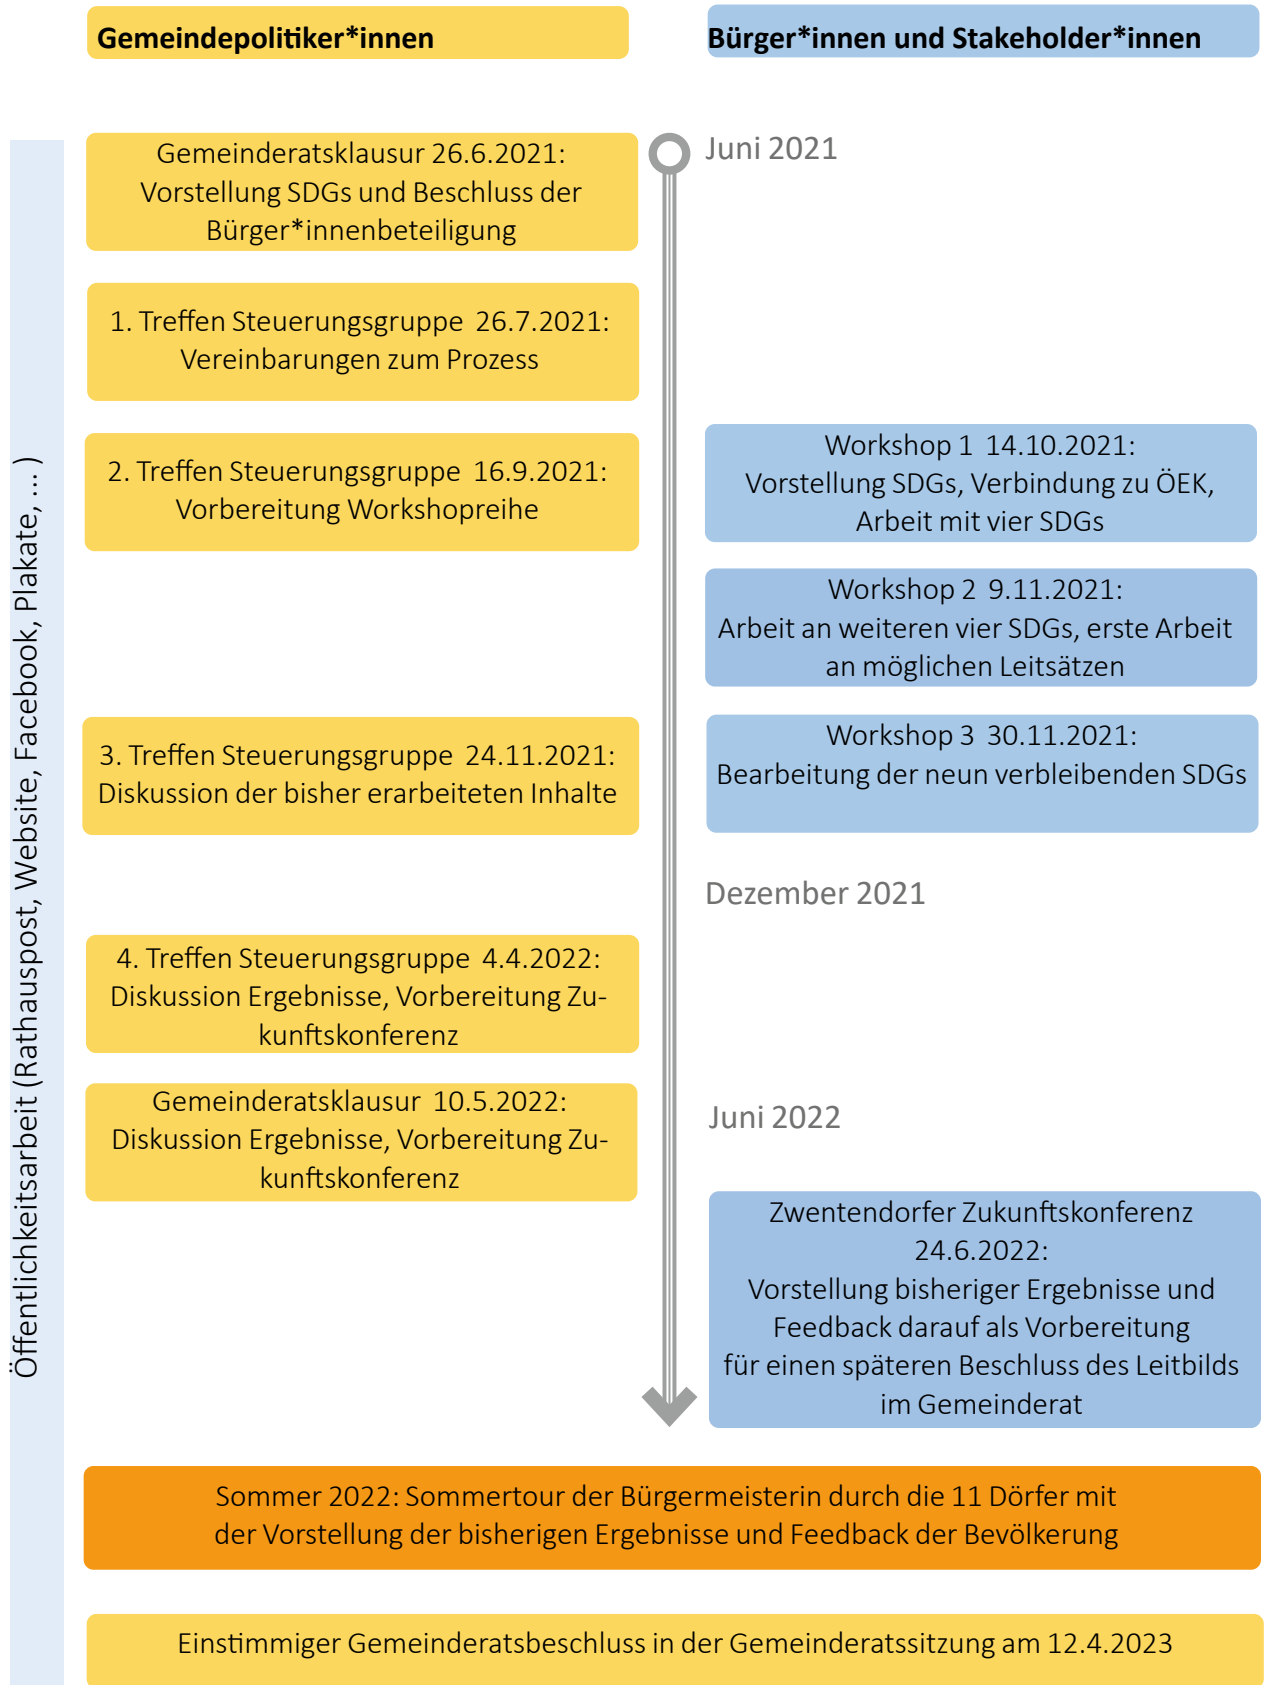 Gemeindepolitiker*innen
Bürger*innen und Stakeholder*innen
Öffentlichkeitsarbeit (Rathauspost, Website, Facebook, Plakate, ... )
Gemeinderatsklausur 26.6.2021:
Vorstellung SDGs und Beschluss der
Bürger*innenbeteiligung
Juni 2021
1. Treffen Steuerungsgruppe 26.7.2021:
Vereinbarungen zum Prozess
2. Treffen Steuerungsgruppe 16.9.2021:
Vorbereitung Workshopreihe
Workshop 1 14.10.2021:
Vorstellung SDGs, Verbindung zu ÖEK,
Arbeit mit vier SDGs
Workshop 2 9.11.2021:
Arbeit an weiteren vier SDGs, erste Arbeit
an möglichen Leitsätzen
3. Treffen Steuerungsgruppe 24.11.2021:
Diskussion der bisher erarbeiteten Inhalte
Workshop 3 30.11.2021:
Bearbeitung der neun verbleibenden SDGs
Dezember 2021
4. Treffen Steuerungsgruppe 4.4.2022:
Diskussion Ergebnisse, Vorbereitung Zu-
kunftskonferenz
Gemeinderatsklausur 10.5.2022:
Diskussion Ergebnisse, Vorbereitung Zu-
kunftskonferenz
Juni 2022
Zwentendorfer Zukunftskonferenz
24.6.2022:
Vorstellung bisheriger Ergebnisse und
Feedback darauf als Vorbereitung
für einen späteren Beschluss des Leitbilds
im Gemeinderat
Sommer 2022: Sommertour der Bürgermeisterin durch die 11 Dörfer mit
der Vorstellung der bisherigen Ergebnisse und Feedback der Bevölkerung
Einstimmiger Gemeinderatsbeschluss in der Gemeinderatssitzung am 12.4.2023